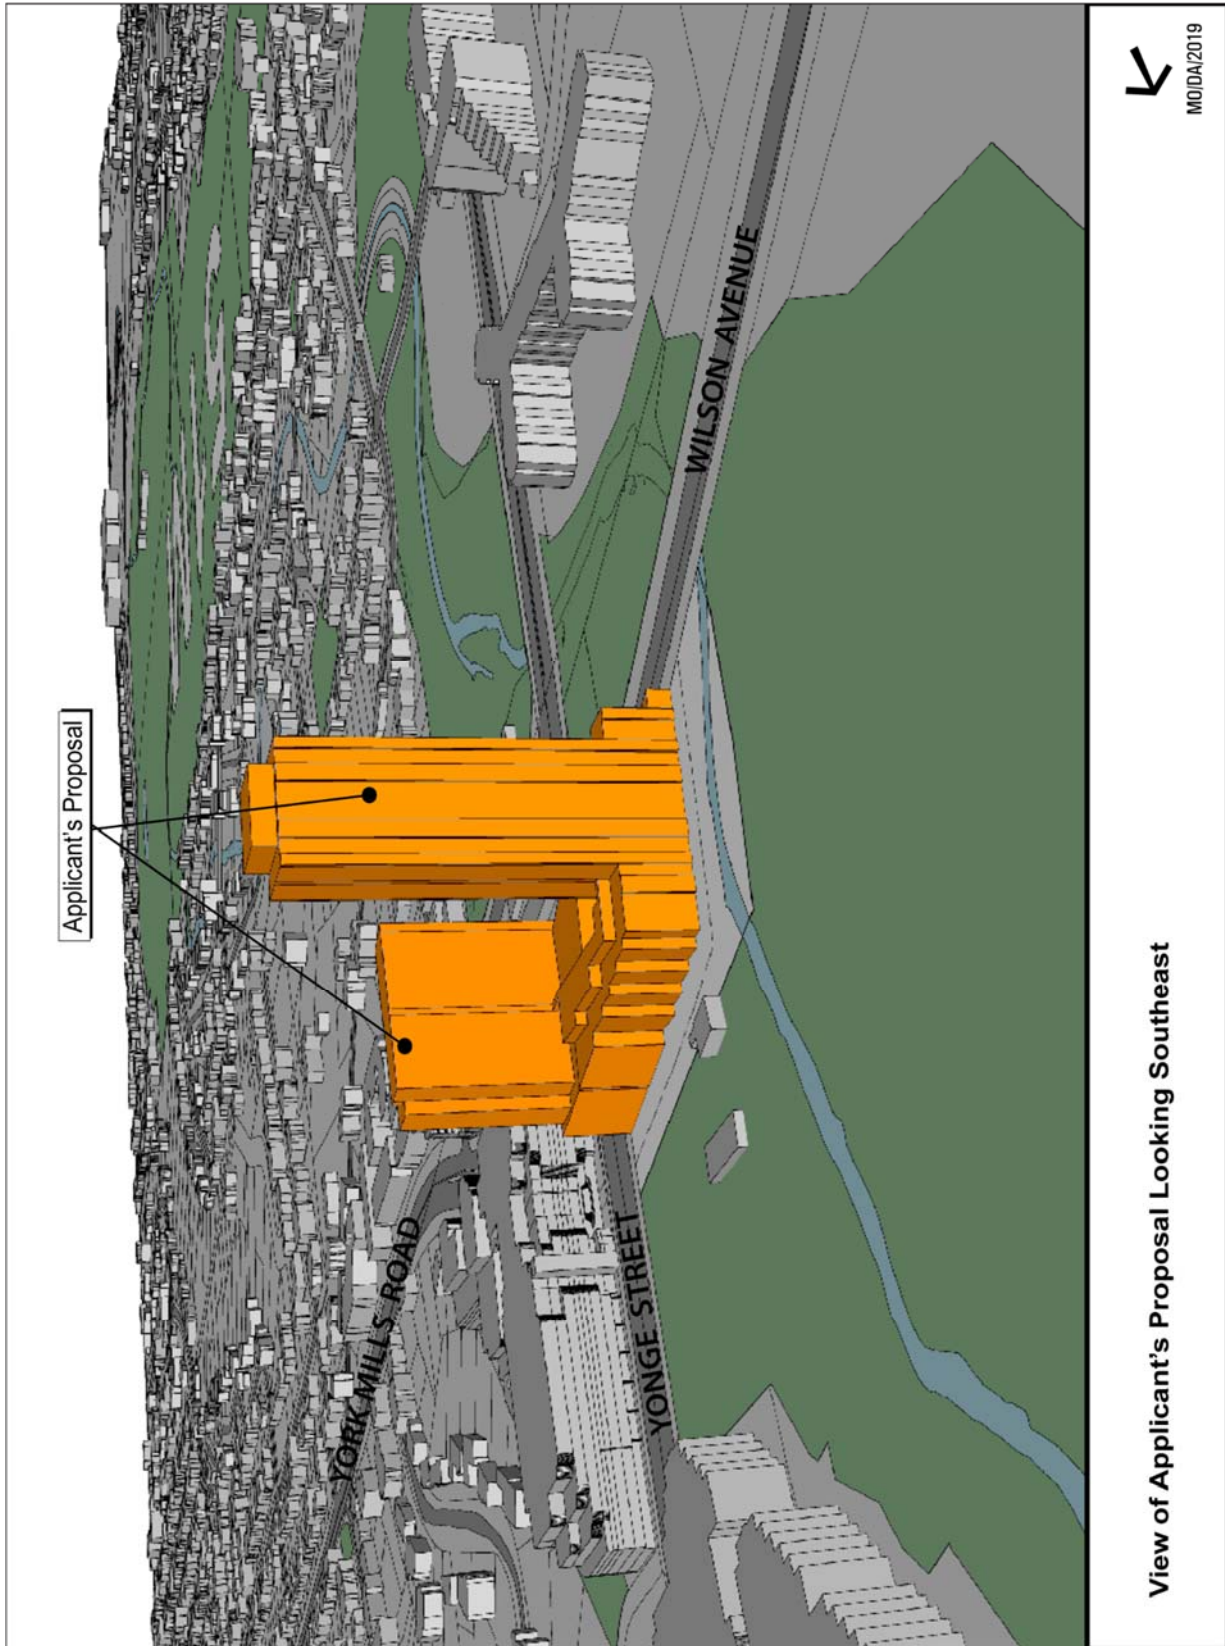 Applicant's Proposal
YORK MILLS ROAD
YONGE STREET
WILSON AVENUE
View of Applicant's Proposal Looking Southeast
MO/DA/2019